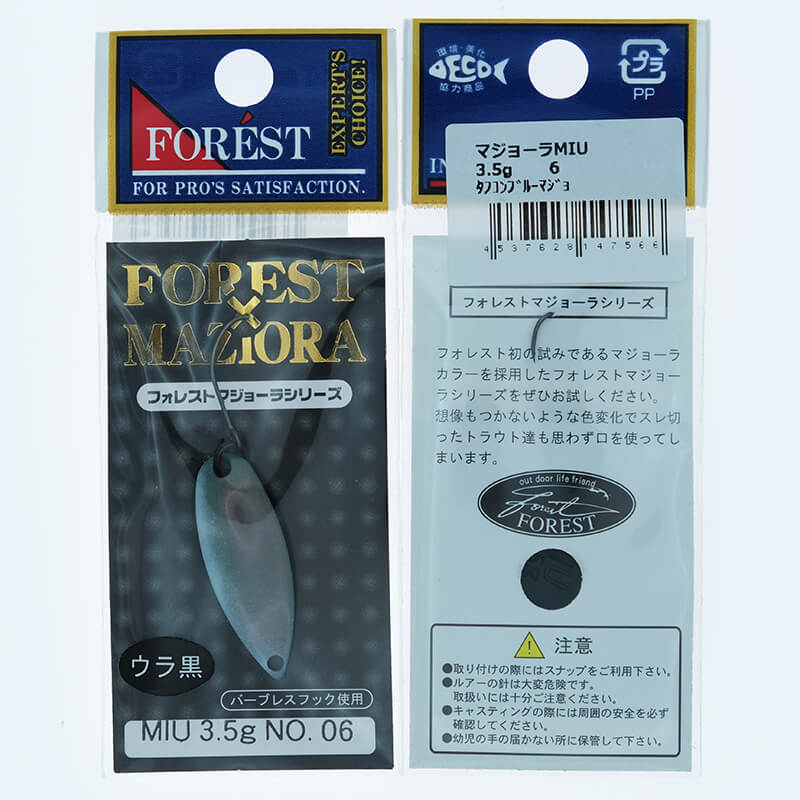 FORÉST
EXPERT'S
CHOICE!
FOR PRO'S SATISFACTION.
FOREST
×
MAZIORA
フォレストマジョーラシリーズ
ウラ黒
バーブレスフック使用
MIU 3.5g NO. 06
環境・美化
ECO
協力商品
プラ
PP
マジョーラMIU
3.5g 6
ﾀﾌｺﾝﾌﾞﾙｰﾏｼﾞｮ
4537628147566
フォレストマジョーラシリーズ
フォレスト初の試みであるマジョーラ
カラーを採用したフォレストマジョー
ラシリーズをぜひお試しください。
想像もつかないような色変化でスレ切
ったトラウト達も思わず口を使ってし
まいます。
out door life friend
Forest
FOREST
注意
●取り付けの際にはスナップをご利用下さい。
●ルアーの針は大変危険です。
取扱いには十分ご注意ください。
●キャスティングの際には周囲の安全を必ず
確認してください。
●幼児の手の届かない所に保管して下さい。